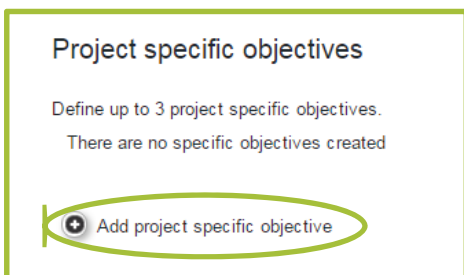 Project specific objectives
Define up to 3 project specific objectives.
There are no specific objectives created
Add project specific objective